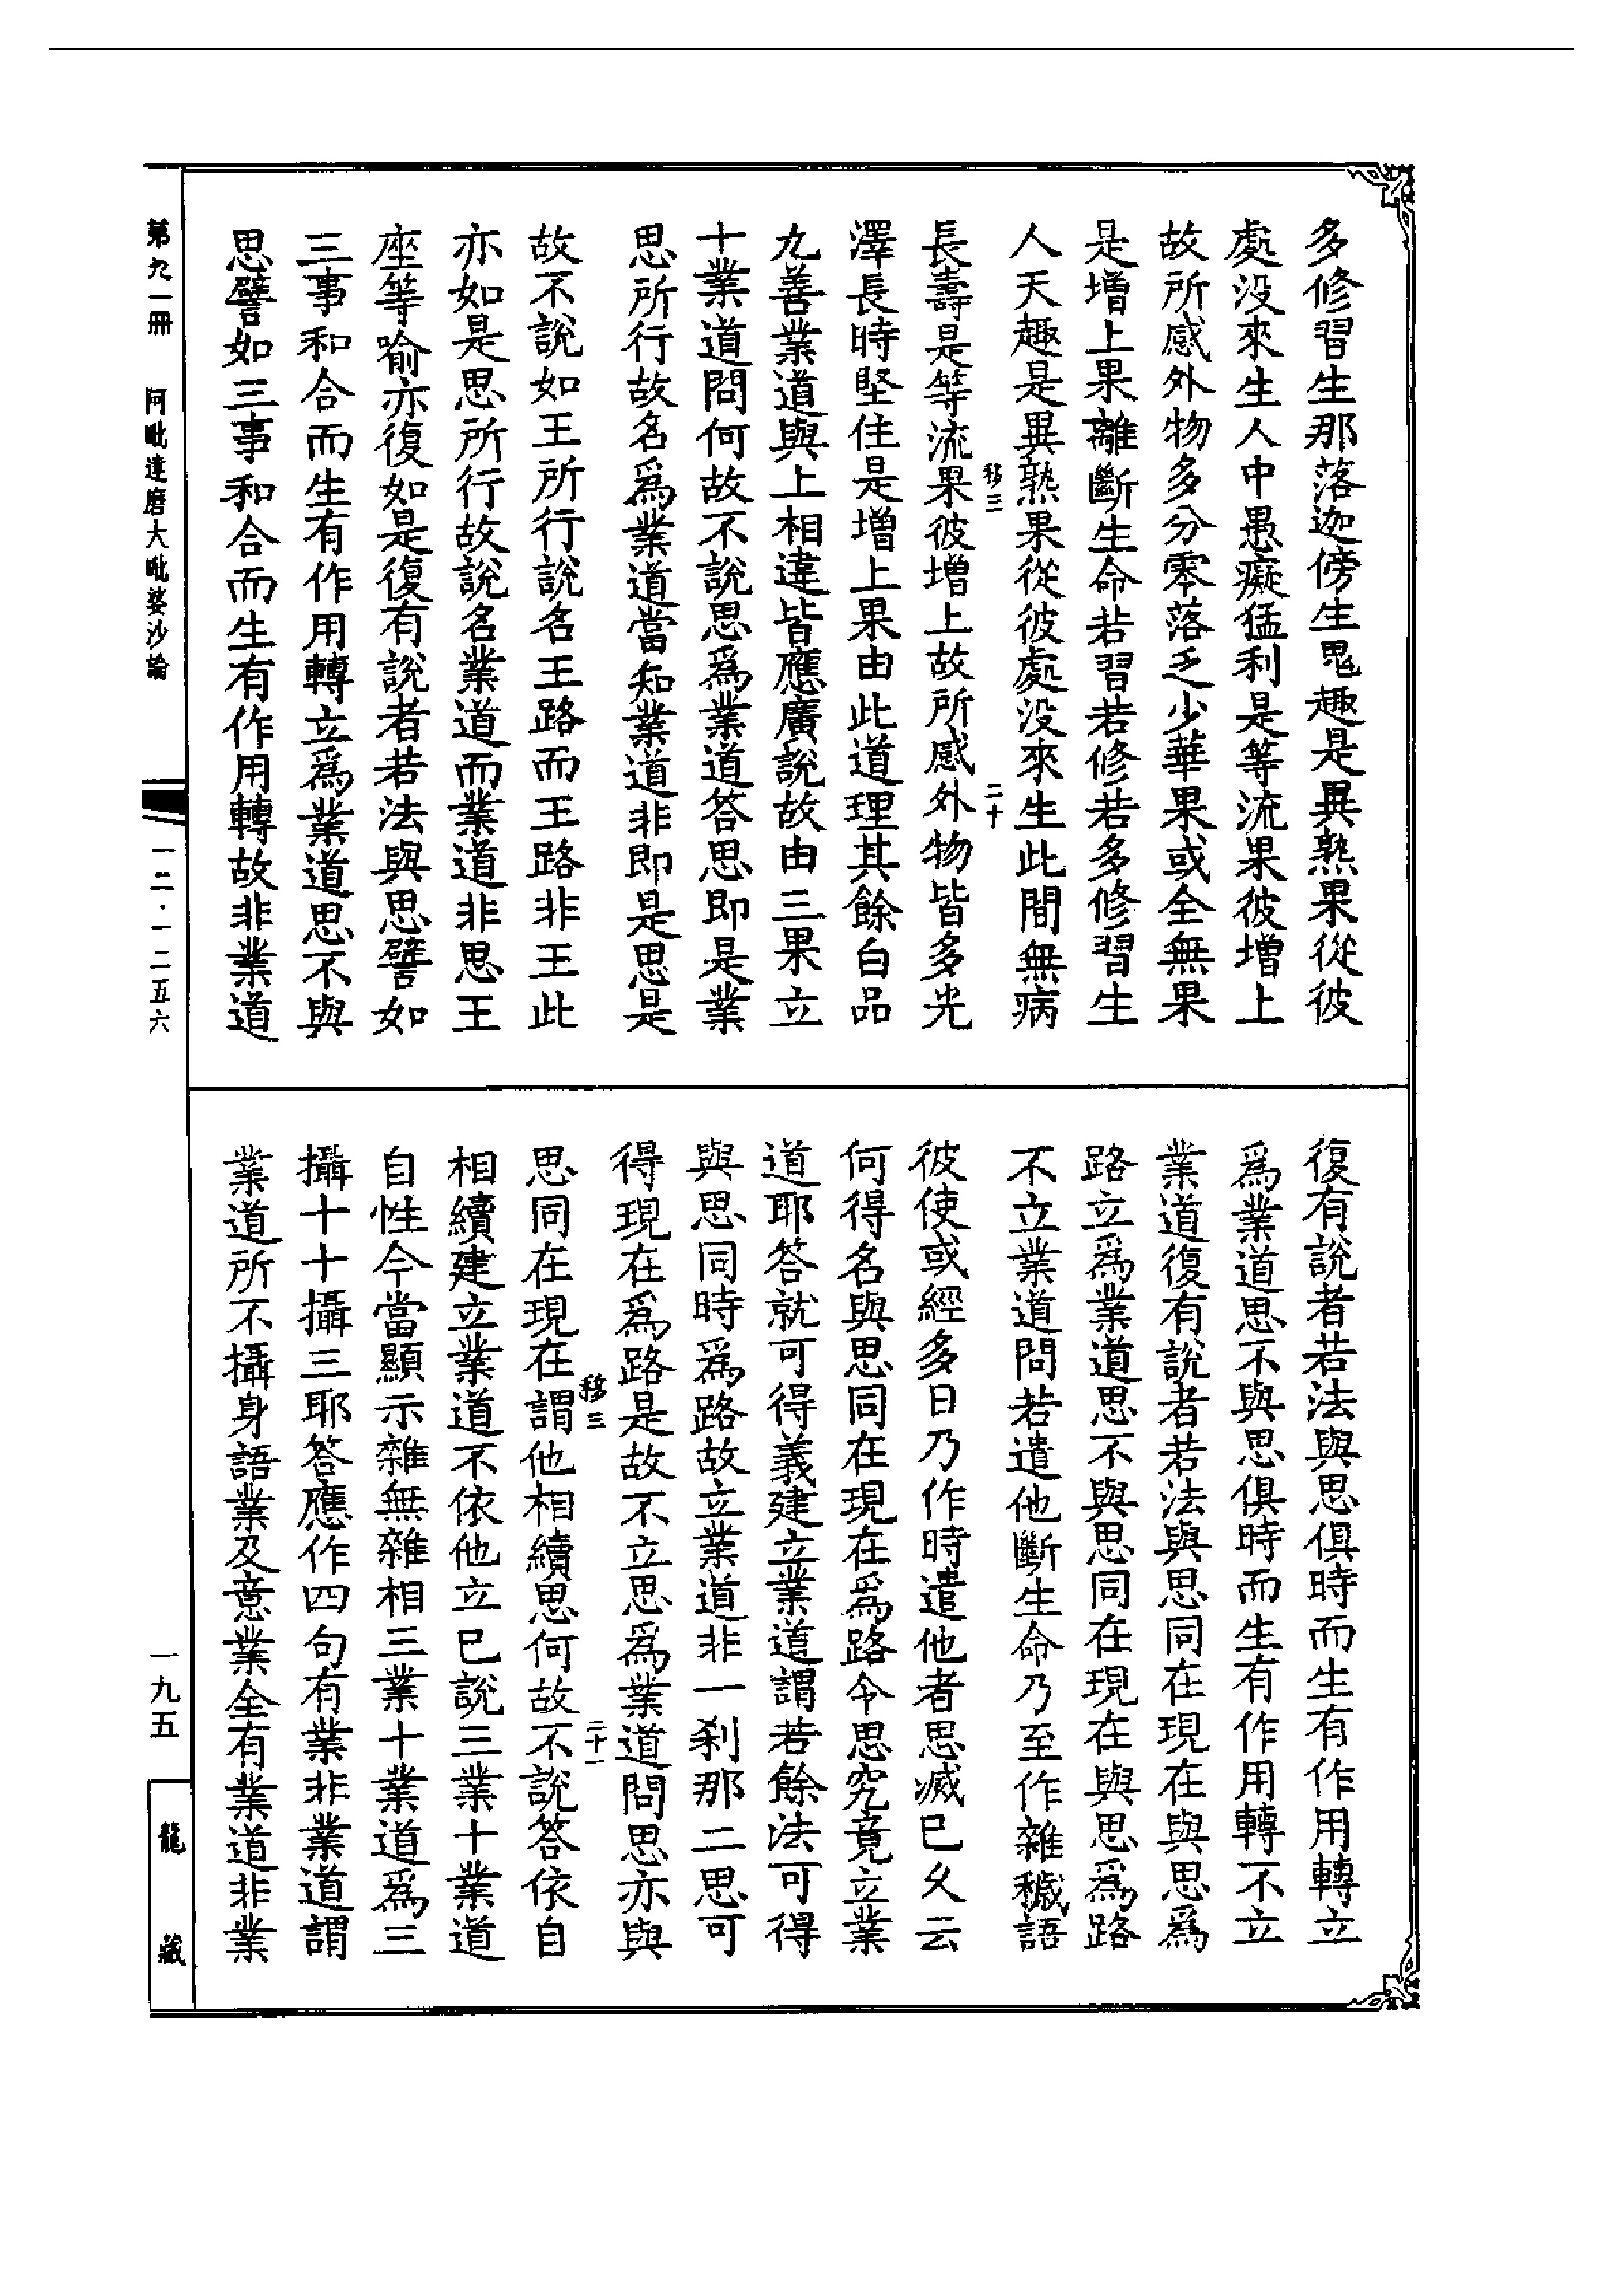 多修習生那落迦傍生鬼趣是異熟果從彼
處没來生人中愚癡猛利是等流果彼增上
故所感外物多分零落乏少華果或全無果
是增上果離斷生命若習若修若多修習生
人天趣是異熟果從彼處没來生此間無病
移三
二十
長壽是等流果彼增上故所感外物皆多光
澤長時堅住是增上果由此道理其餘白品
九善業道與上相違皆應廣說故由三果立
十業道問何故不說思爲業道答思即是業
思所行故名爲業道當知業道非即是思是
故不說如王所行說名王路而王路非王此
亦如是思所行故說名業道而業道非思王
座等喻亦復如是復有說者若法與思譬如
三事和合而生有作用轉立爲業道思不與
思譬如三事和合而生有作用轉故非業道
復有說者若法與思俱時而生有作用轉立
爲業道思不與思俱時而生有作用轉不立
業道復有說者若法與思同在現在與思爲
路立爲業道思不與思同在現在與思爲路
不立業道問若遣他斷生命乃至作雜穢語
彼使或經多日乃作時遣他者思滅已久云
何得名與思同在現在爲路令思究竟立業
道耶答就可得義建立業道謂若餘法可得
與思同時爲路故立業道非一刹那二思可
得現在爲路是故不立思爲業道問思亦與
移三
二十一
思同在現在謂他相續思何故不說答依自
相續建立業道不依他立已說三業十業道
自性今當顯示雜無雜相三業十業道爲三
攝十十攝三耶答應作四句有業非業道謂
業道所不攝身語業及意業全有業道非業
第九一冊
阿毗達磨大毗婆沙論
一二·一二五六
一九五
龍藏